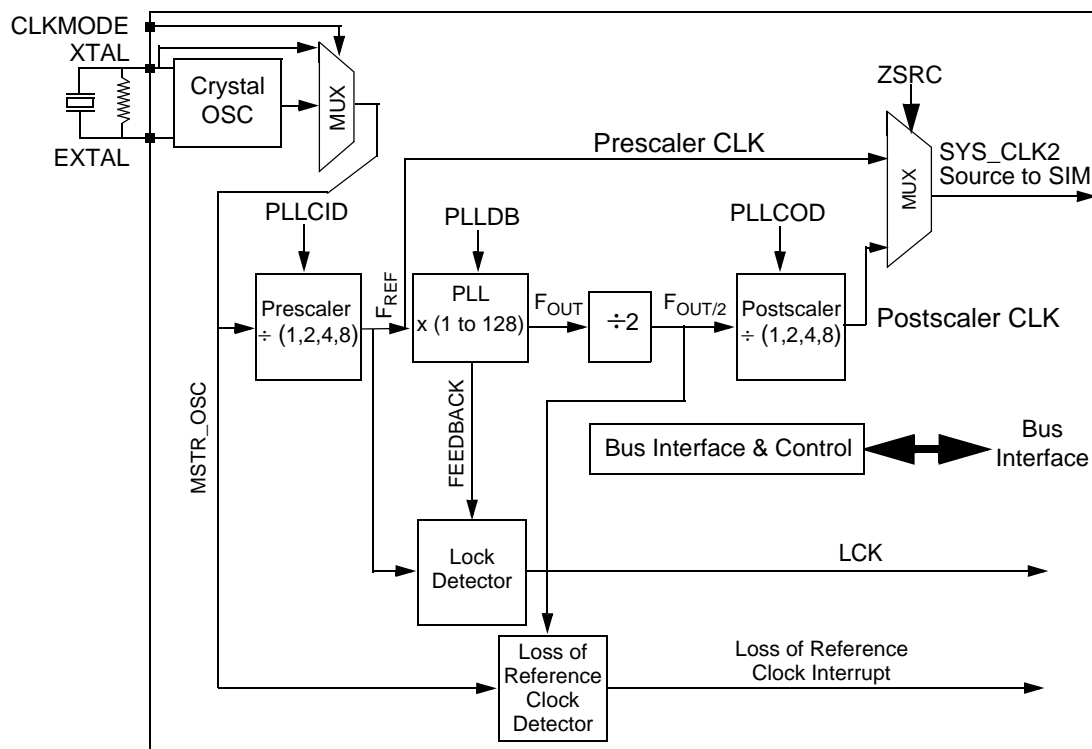 CLKMODE
XTAL
Crystal
OSC
MUX
EXTAL
ZSRC
Prescaler CLK
MUX
SYS_CLK2
Source to SIM
PLLCID
PLLDB
PLLCOD
Prescaler
÷ (1,2,4,8)
FREF
PLL
x (1 to 128)
FOUT
÷2
FOUT/2
Postscaler
÷ (1,2,4,8)
Postscaler CLK
MSTR_OSC
FEEDBACK
Bus Interface & Control
Bus
Interface
Lock
Detector
LCK
Loss of
Reference
Clock
Detector
Loss of Reference
Clock Interrupt